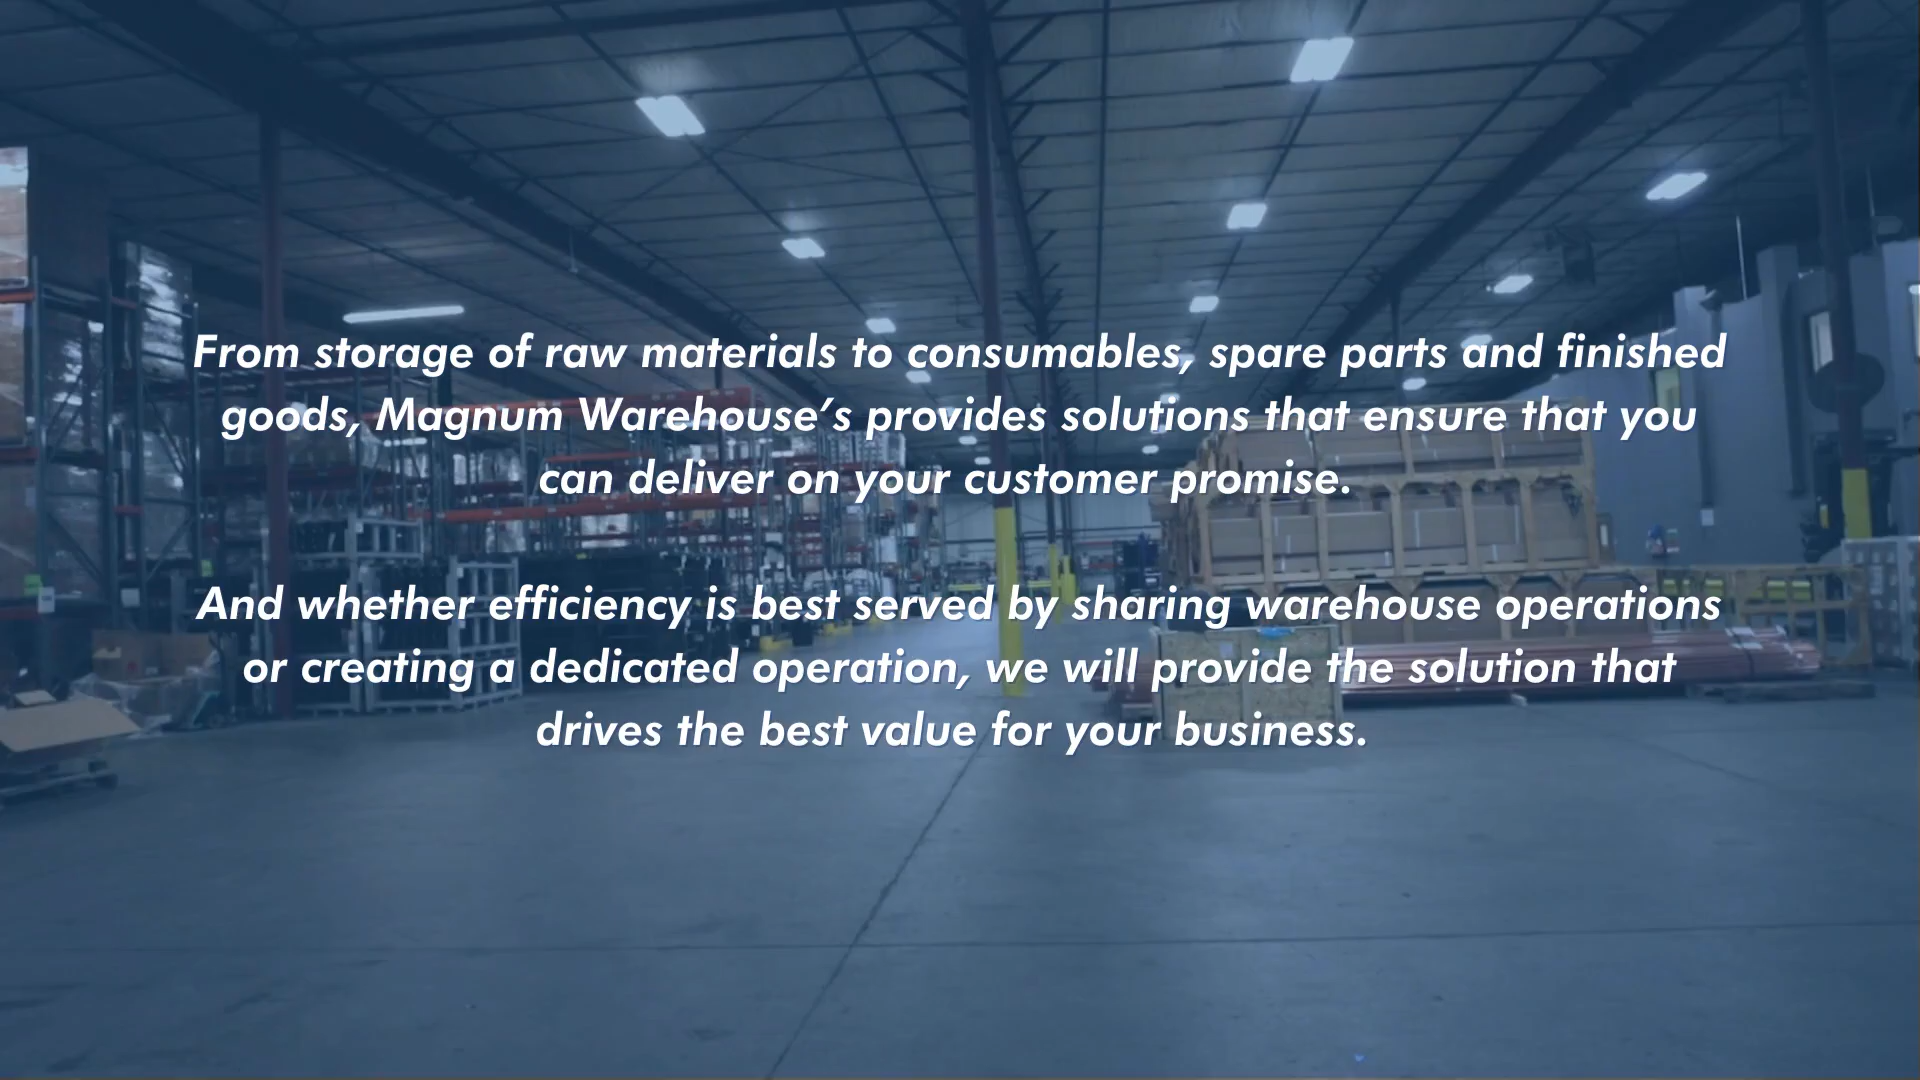 From storage of raw materials to consumables, spare parts and finished
goods, Magnum Warehouse’s provides solutions that ensure that you
can deliver on your customer promise.
And whether efficiency is best served by sharing warehouse operations
or creating a dedicated operation, we will provide the solution that
drives the best value for your business.